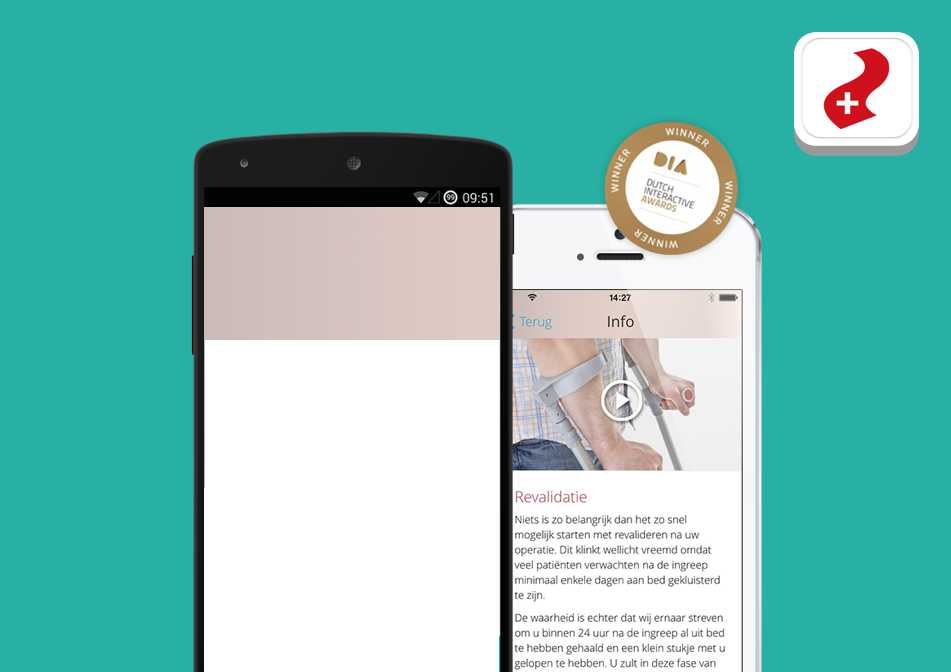 99 09:51
WINNER
WINNER
WINNER
WINNER
DIA
DUTCH
INTERACTIVE
AWARDS
14:27
Terug
Info
Revalidatie
Niets is zo belangrijk dan het zo snel
mogelijk starten met revalideren na uw
operatie. Dit klinkt wellicht vreemd omdat
veel patiënten verwachten na de ingreep
minimaal enkele dagen aan bed gekluisterd
te zijn.
De waarheid is echter dat wij ernaar streven
om u binnen 24 uur na de ingreep al uit bed
te hebben gehaald en een klein stukje met u
gelopen te hebben. U zult in deze fase van